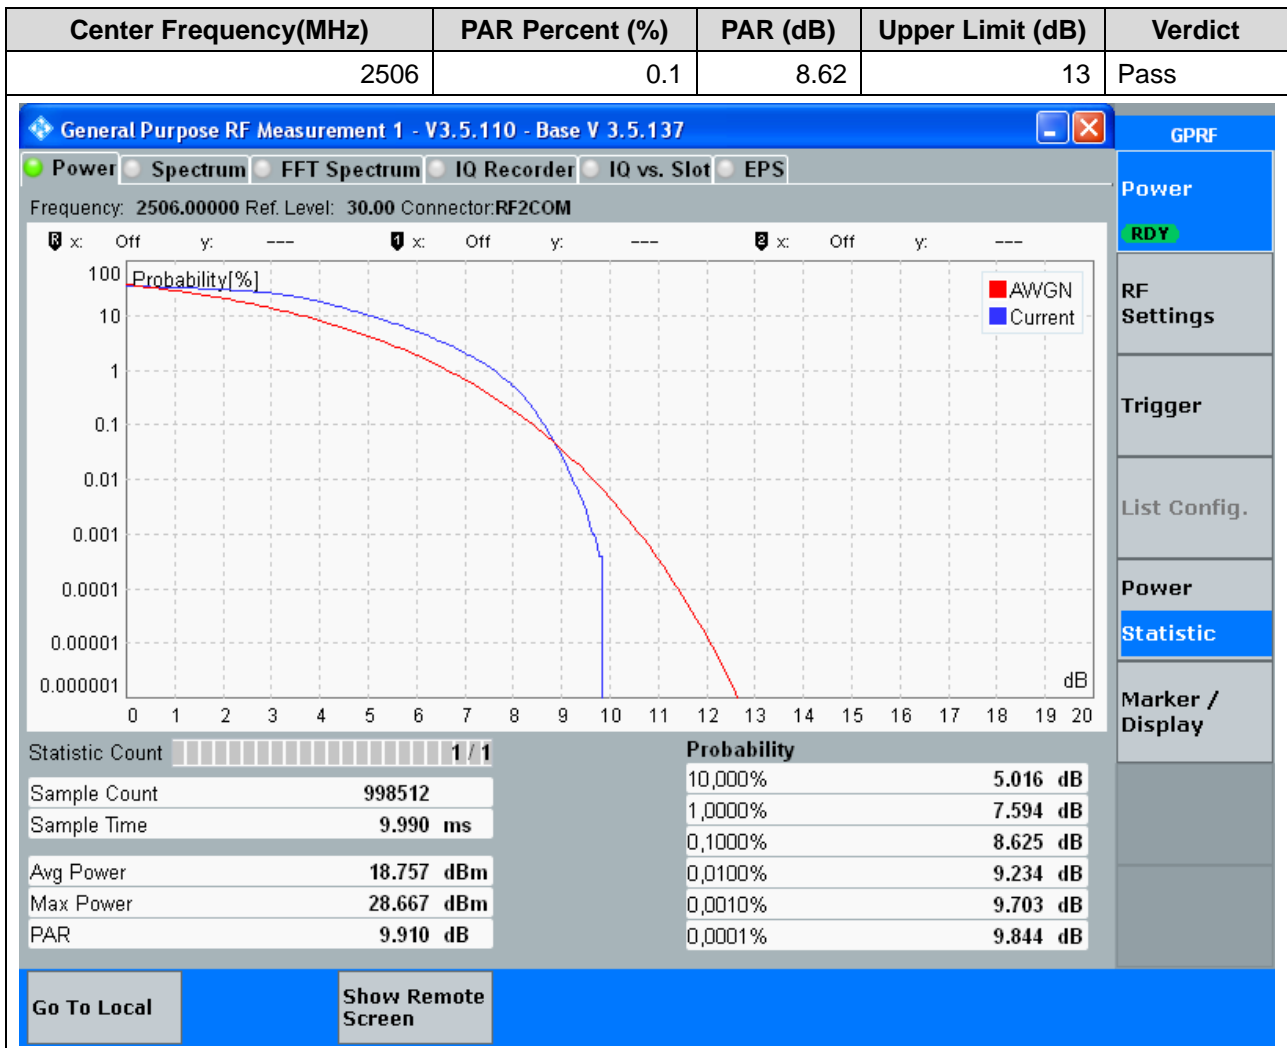 Center Frequency(MHz) PAR Percent (%) PAR (dB) Upper Limit (dB) Verdict
2506 0.1 8.62 13 Pass
General Purpose RF Measurement 1 - V3.5.110 - Base V 3.5.137
GPRF
Power Spectrum FFT Spectrum IQ Recorder IQ vs. Slot EPS
Power
RDY
Frequency: 2506.00000 Ref. Level: 30.00 Connector:RF2COM
R x: Off y: --- 1 x: Off y: --- 2 x: Off y: ---
Probability[%]
100
10
1
0.1
0.01
0.001
0.0001
0.00001
0.000001
AWGN
Current
dB
0 1 2 3 4 5 6 7 8 9 10 11 12 13 14 15 16 17 18 19 20
RF
Settings
Trigger
List Config.
Power
Statistic
Marker /
Display
Statistic Count 1 / 1
Sample Count 998512
Sample Time 9.990 ms
Avg Power 18.757 dBm
Max Power 28.667 dBm
PAR 9.910 dB
Probability
10,000% 5.016 dB
1,0000% 7.594 dB
0,1000% 8.625 dB
0,0100% 9.234 dB
0,0010% 9.703 dB
0,0001% 9.844 dB
Go To Local
Show Remote
Screen